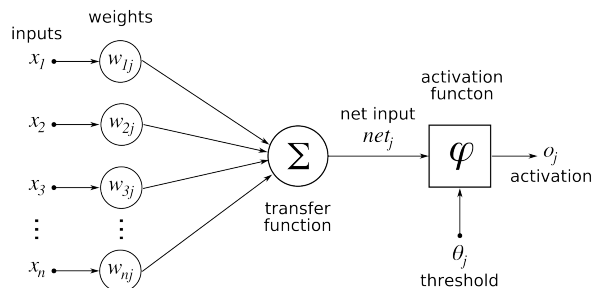 weights
inputs
x1 w1j
x2 w2j
x3 w3j
⋮ ⋮
xn wnj
Σ
transfer
function
net input
netj
activation
functon
φ
oj
activation
θj
threshold